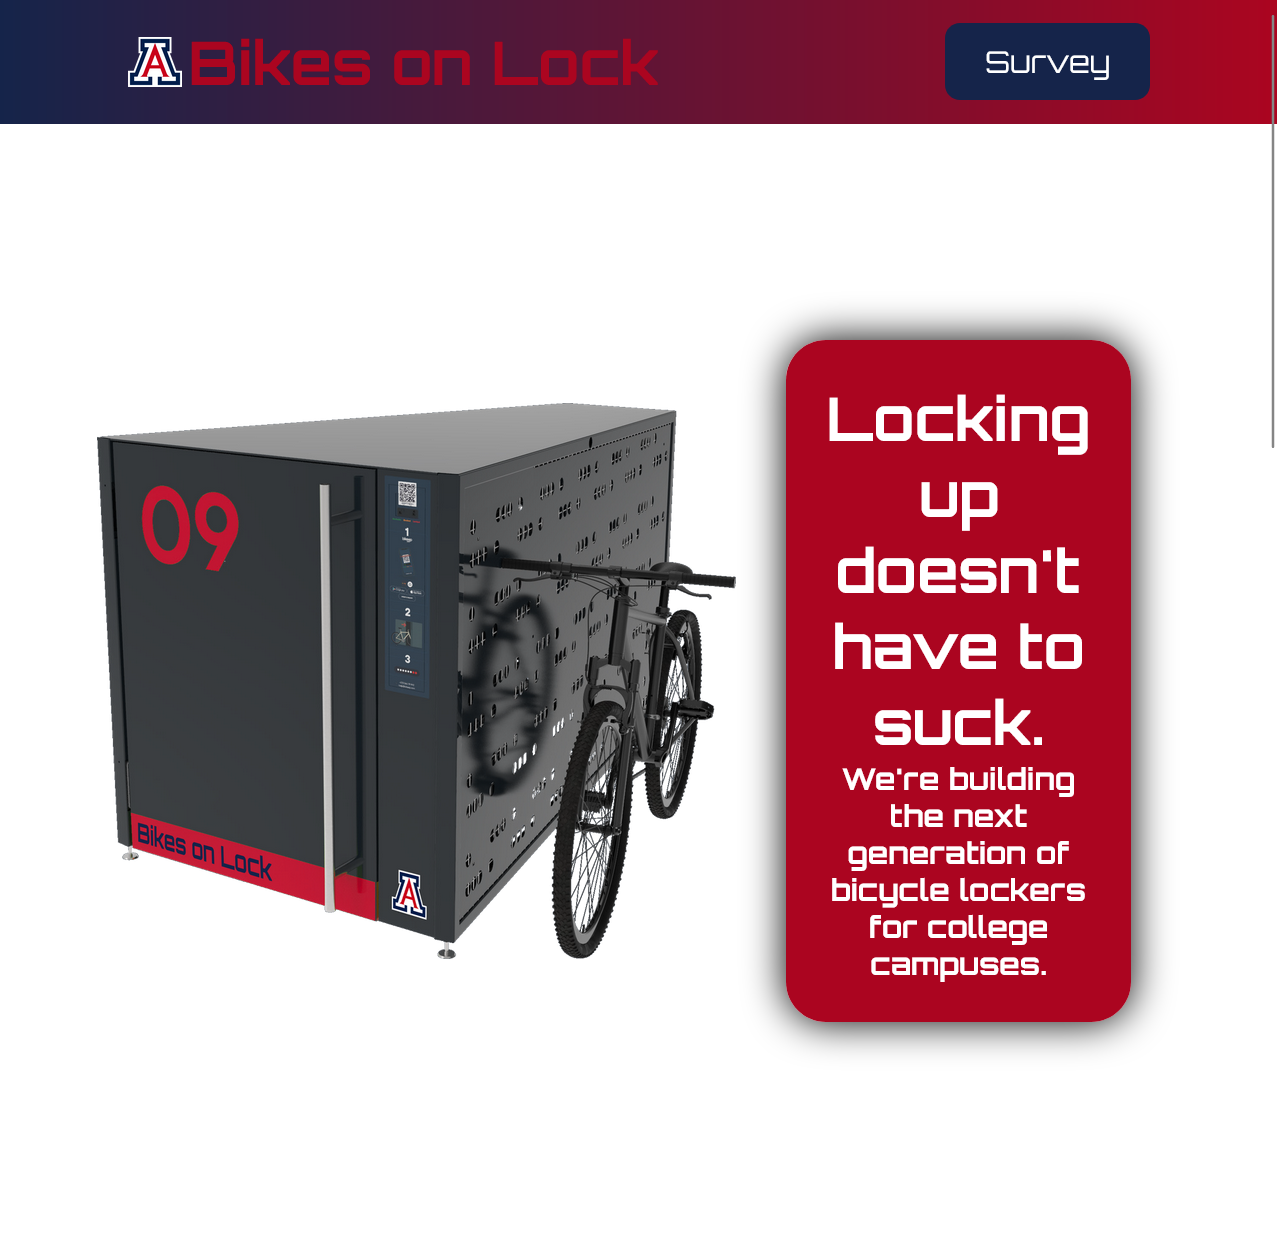 A Bikes on Lock
Survey
09
1
2
3
Bikes on Lock
A
Locking
up
doesn't
have to
suck.
We're building
the next
generation of
bicycle lockers
for college
campuses.